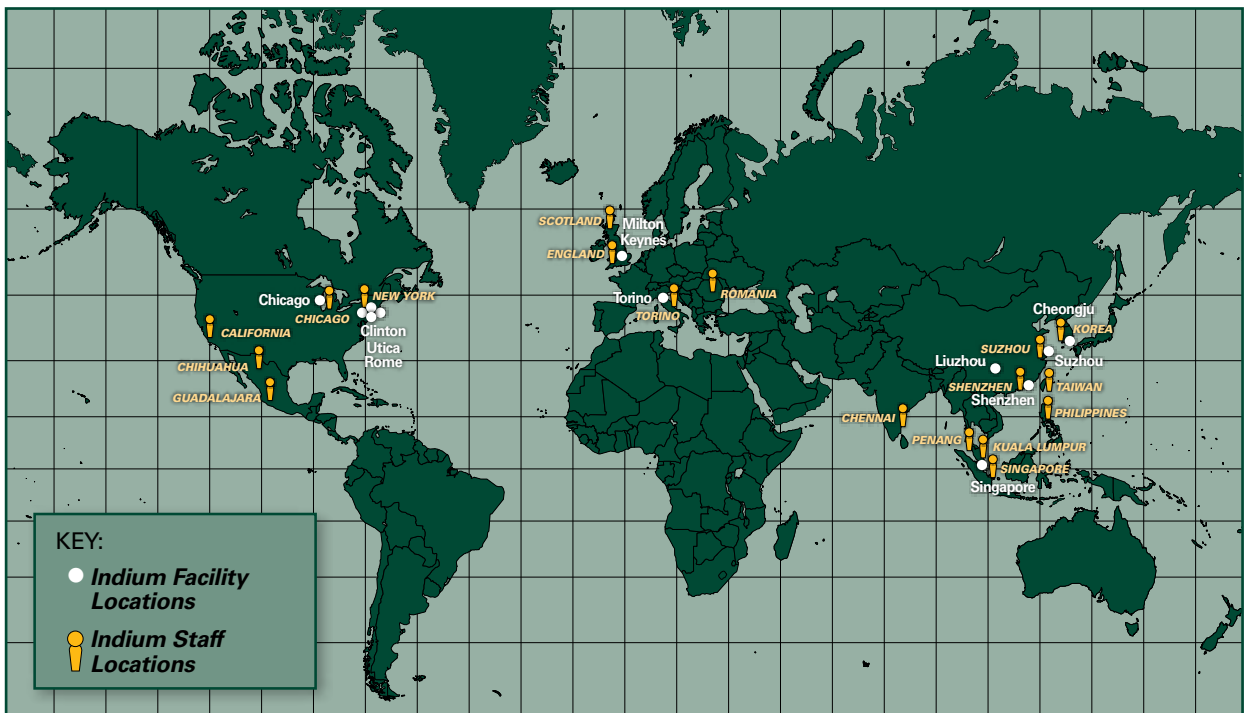 SCOTLAND
Milton
Keynes
ENGLAND
ROMANIA
Torino
TORINO
Chicago
CHICAGO
NEW YORK
Clinton
Utica
Rome
CALIFORNIA
CHIHUAHUA
GUADALAJARA
Cheongju
KOREA
SUZHOU
Suzhou
Liuzhou
SHENZHEN
Shenzhen
TAIWAN
PHILIPPINES
CHENNAI
PENANG
KUALA LUMPUR
SINGAPORE
Singapore
KEY:
Indium Facility
Locations
Indium Staff
Locations